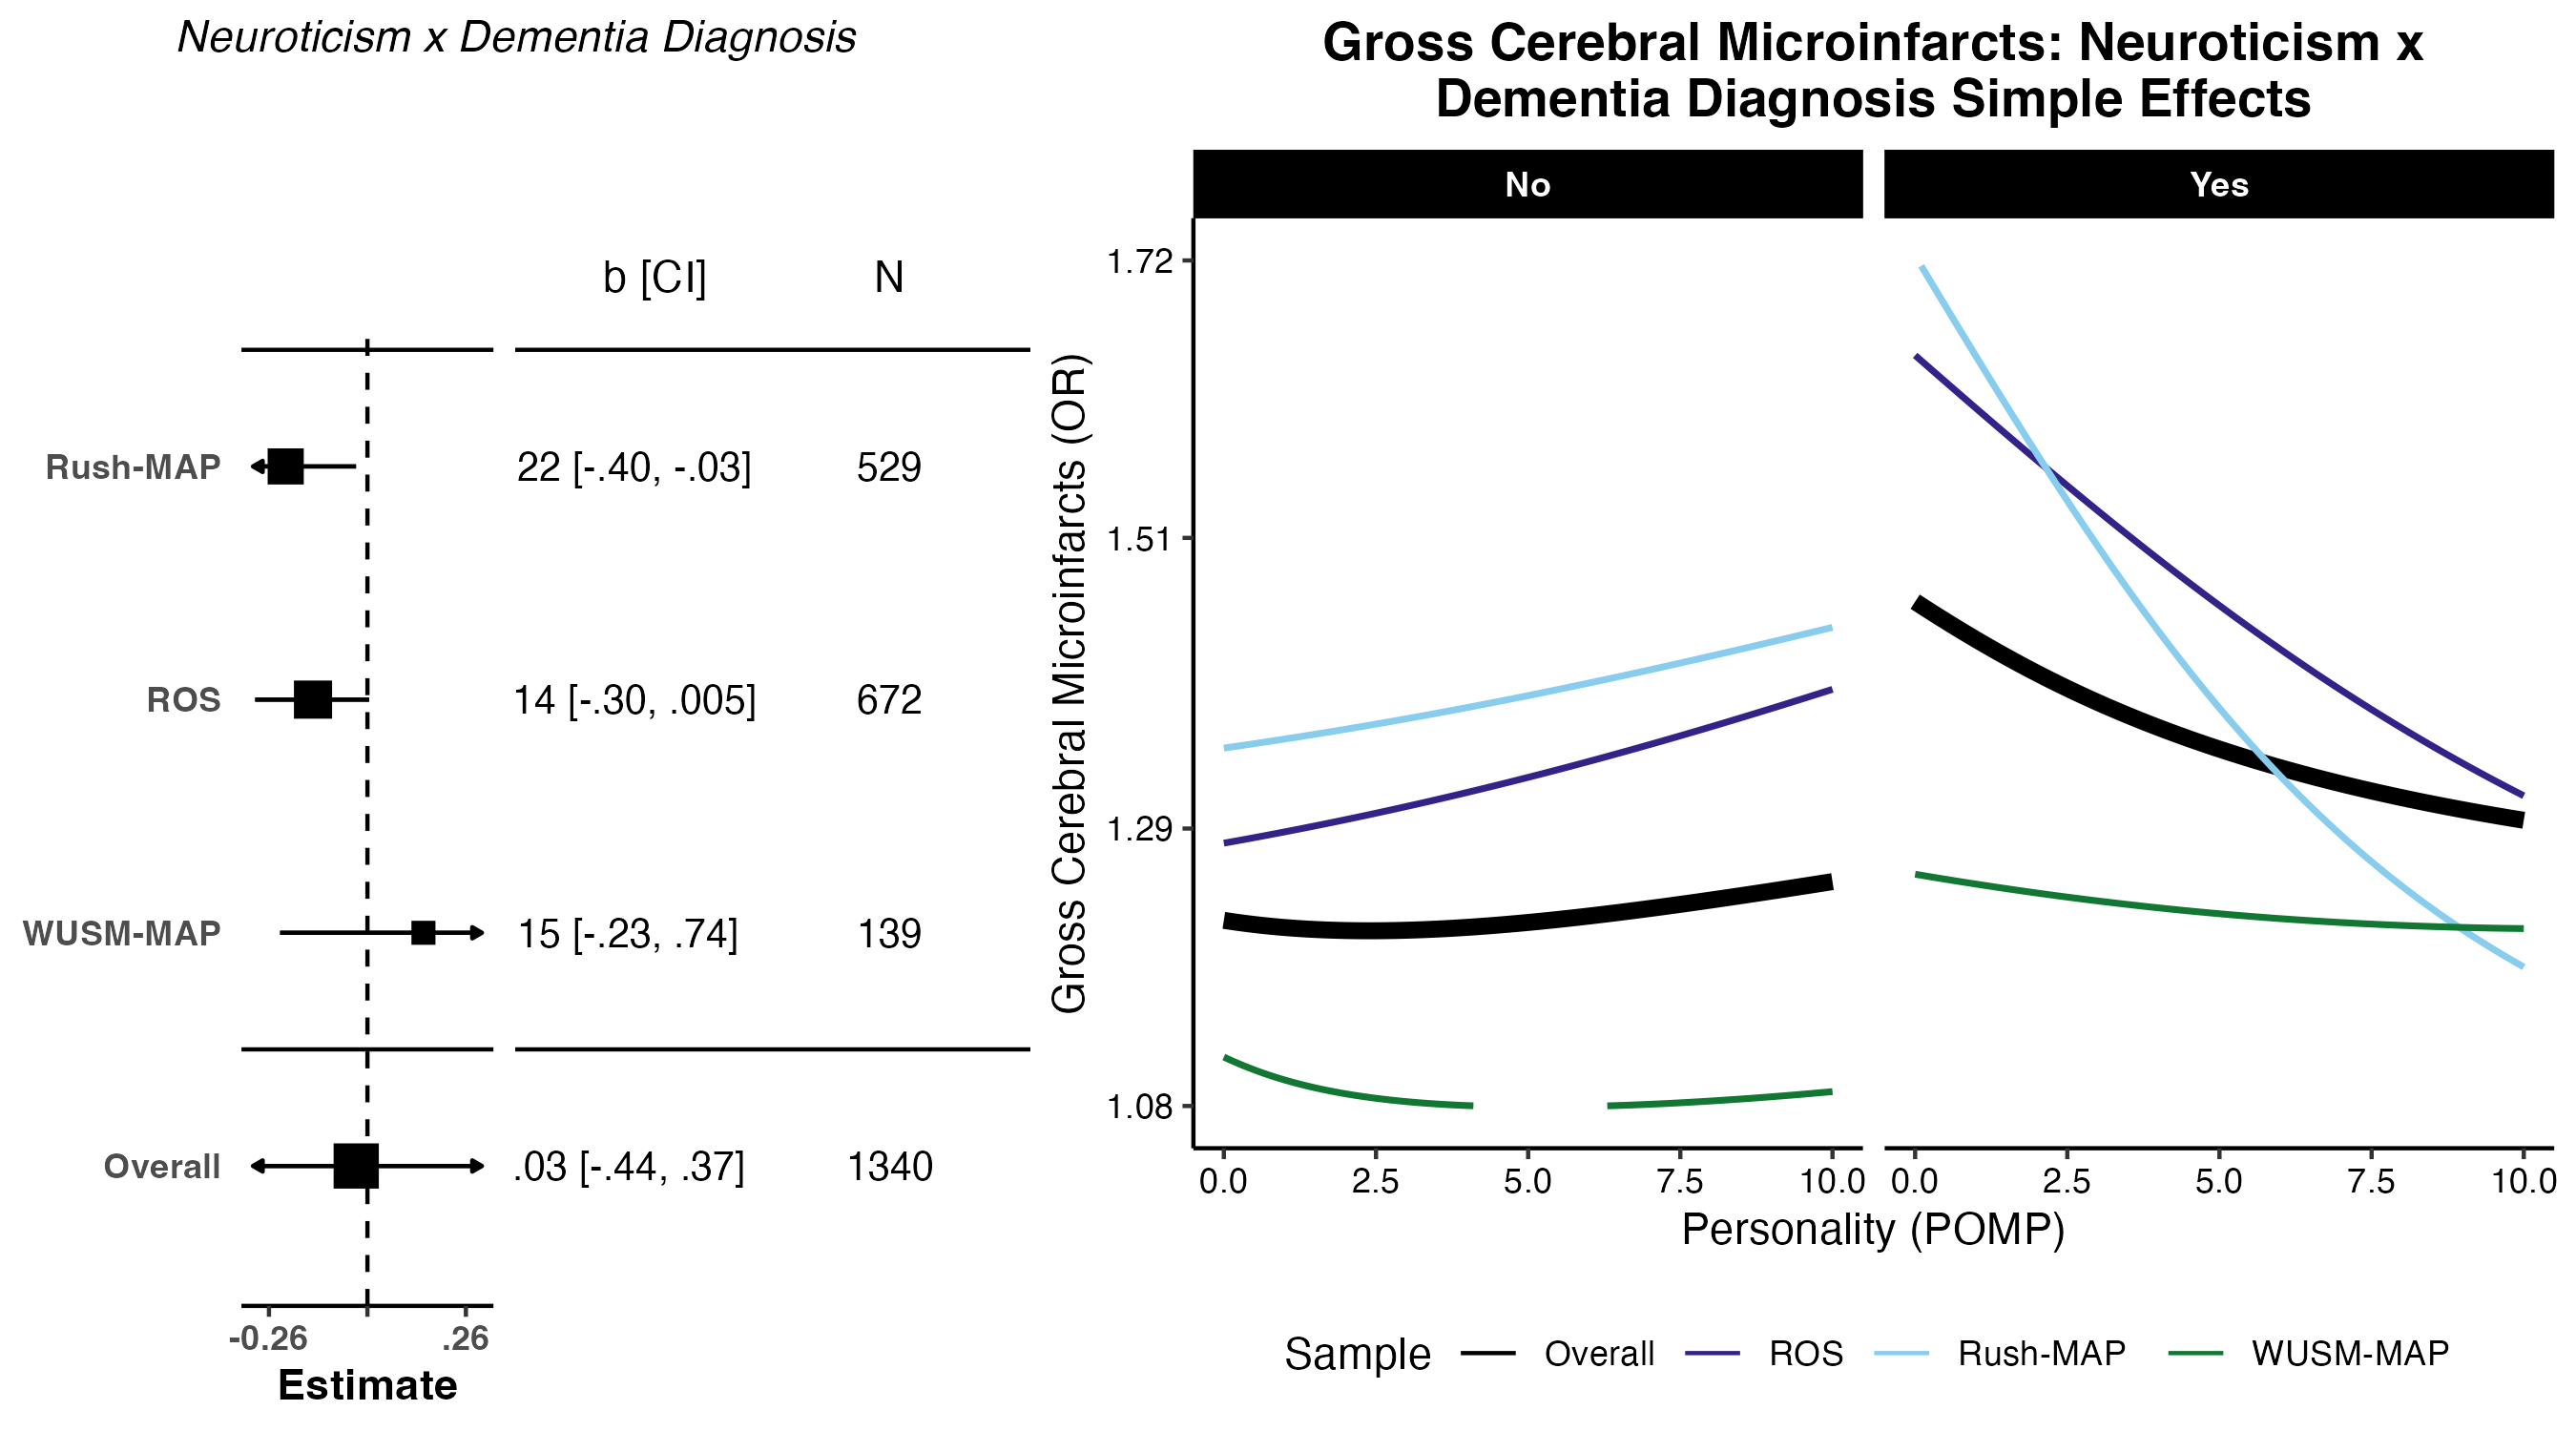 Neuroticism x Dementia Diagnosis
b [CI] N
Rush-MAP 22 [-.40, -.03] 529
ROS 14 [-.30, .005] 672
WUSM-MAP 15 [-.23, .74] 139
Overall .03 [-.44, .37] 1340
-0.26 .26
Estimate
Gross Cerebral Microinfarcts: Neuroticism x
Dementia Diagnosis Simple Effects
No Yes
Gross Cerebral Microinfarcts (OR)
1.72
1.51
1.29
1.08
0.0 2.5 5.0 7.5 10.0 0.0 2.5 5.0 7.5 10.0
Personality (POMP)
Sample Overall ROS Rush-MAP WUSM-MAP